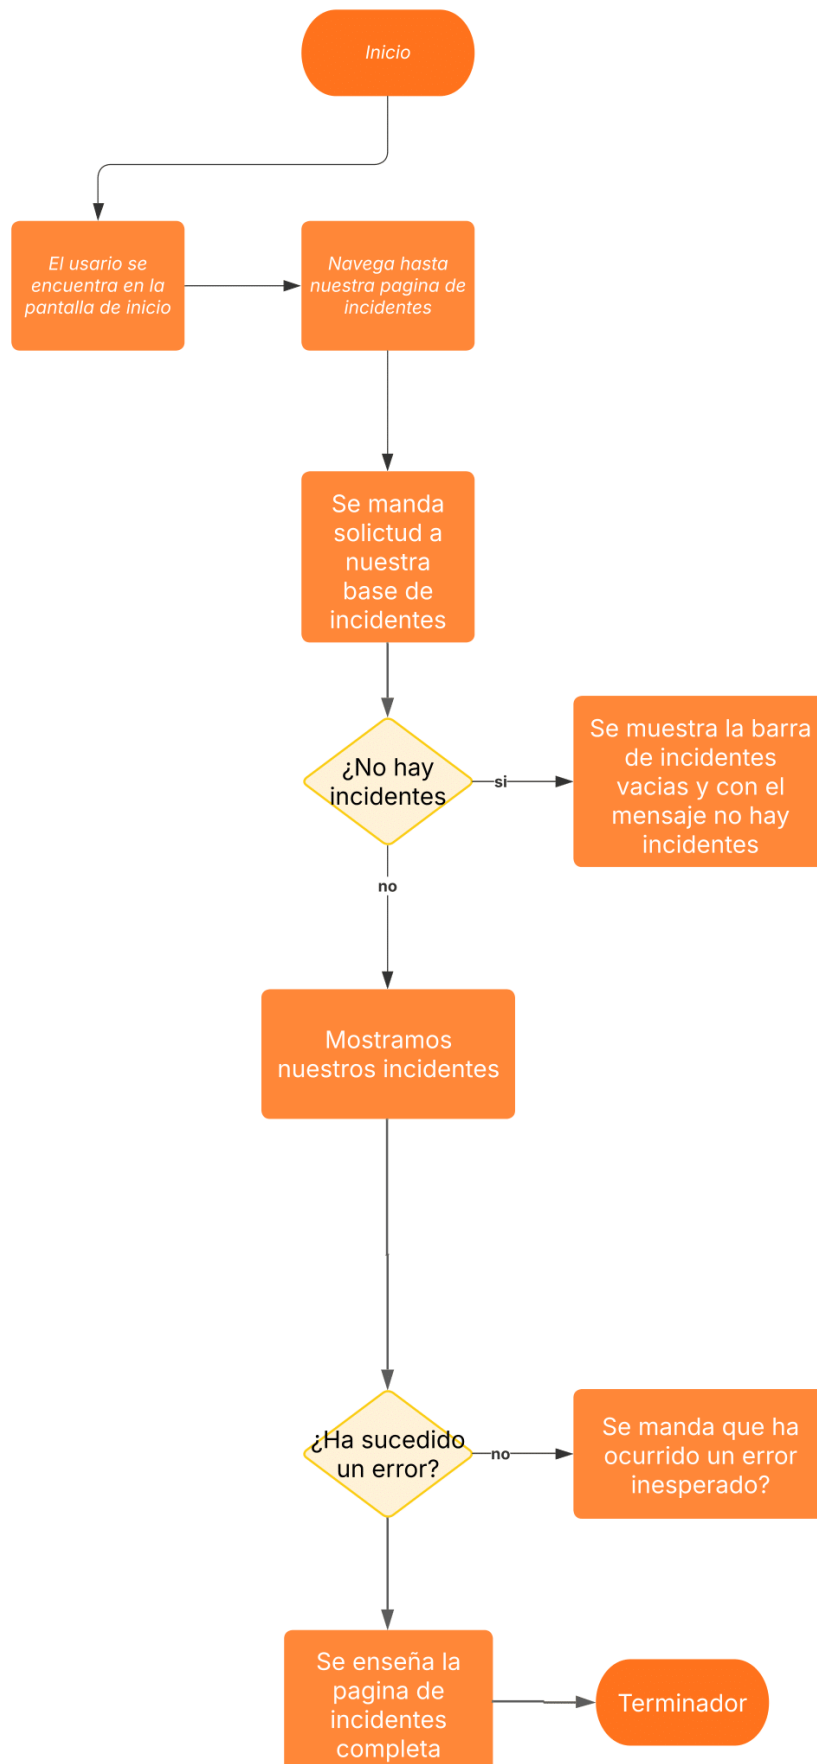 Inicio
El usario se
encuentra en la
pantalla de inicio
Navega hasta
nuestra pagina de
incidentes
Se manda
solictud a
nuestra
base de
incidentes
¿No hay
incidentes
si
Se muestra la barra
de incidentes
vacias y con el
mensaje no hay
incidentes
no
Mostramos
nuestros incidentes
¿Ha sucedido
un error?
no
Se manda que ha
ocurrido un error
inesperado?
Se enseña la
pagina de
incidentes
completa
Terminador